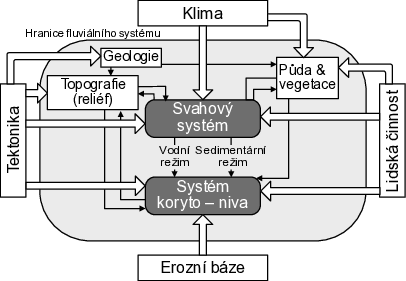 Klima
Hranice fluviálního systému
Geologie
Půda &
vegetace
Topografie
(reliéf)
Svahový
systém
Tektonika
Lidská činnost
Vodní
režim
Sedimentární
režim
Systém
koryto – niva
Erozní báze